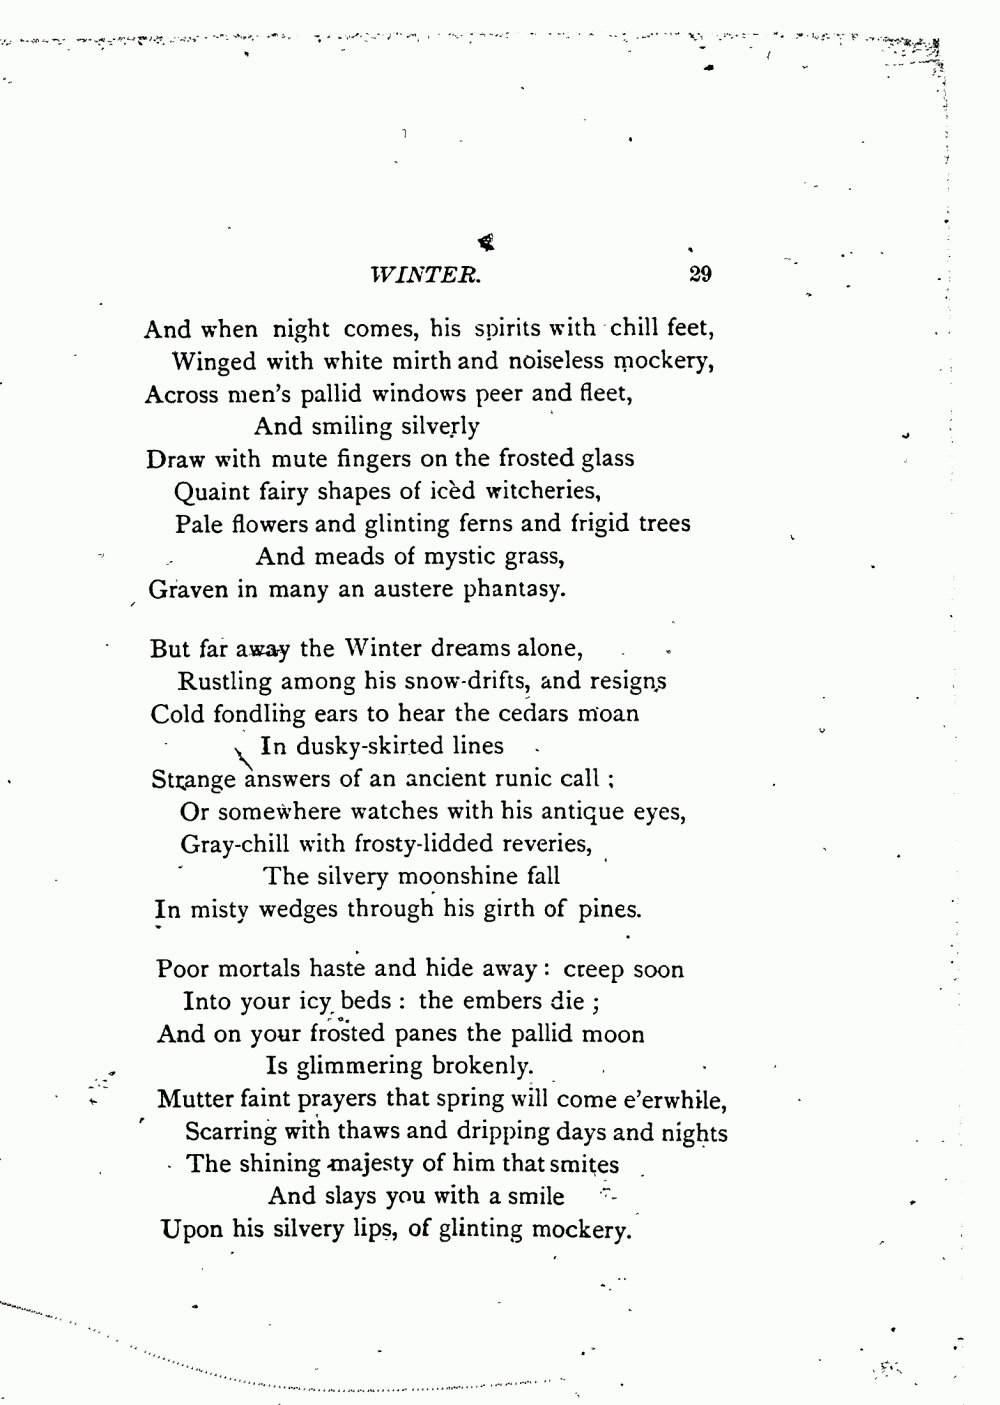 WINTER. 29
And when night comes, his spirits with chill feet,
Winged with white mirth and noiseless mockery,
Across men's pallid windows peer and fleet,
And smiling silverly
Draw with mute fingers on the frosted glass
Quaint fairy shapes of icèd witcheries,
Pale flowers and glinting ferns and frigid trees
And meads of mystic grass,
Graven in many an austere phantasy.
But far away the Winter dreams alone,
Rustling among his snow-drifts, and resigns
Cold fondling ears to hear the cedars moan
In dusky-skirted lines
Strange answers of an ancient runic call ;
Or somewhere watches with his antique eyes,
Gray-chill with frosty-lidded reveries,
The silvery moonshine fall
In misty wedges through his girth of pines.
Poor mortals haste and hide away : creep soon
Into your icy beds : the embers die ;
And on your frosted panes the pallid moon
Is glimmering brokenly.
Mutter faint prayers that spring will come e'erwhile,
Scarring with thaws and dripping days and nights
The shining majesty of him that smites
And slays you with a smile
Upon his silvery lips, of glinting mockery.